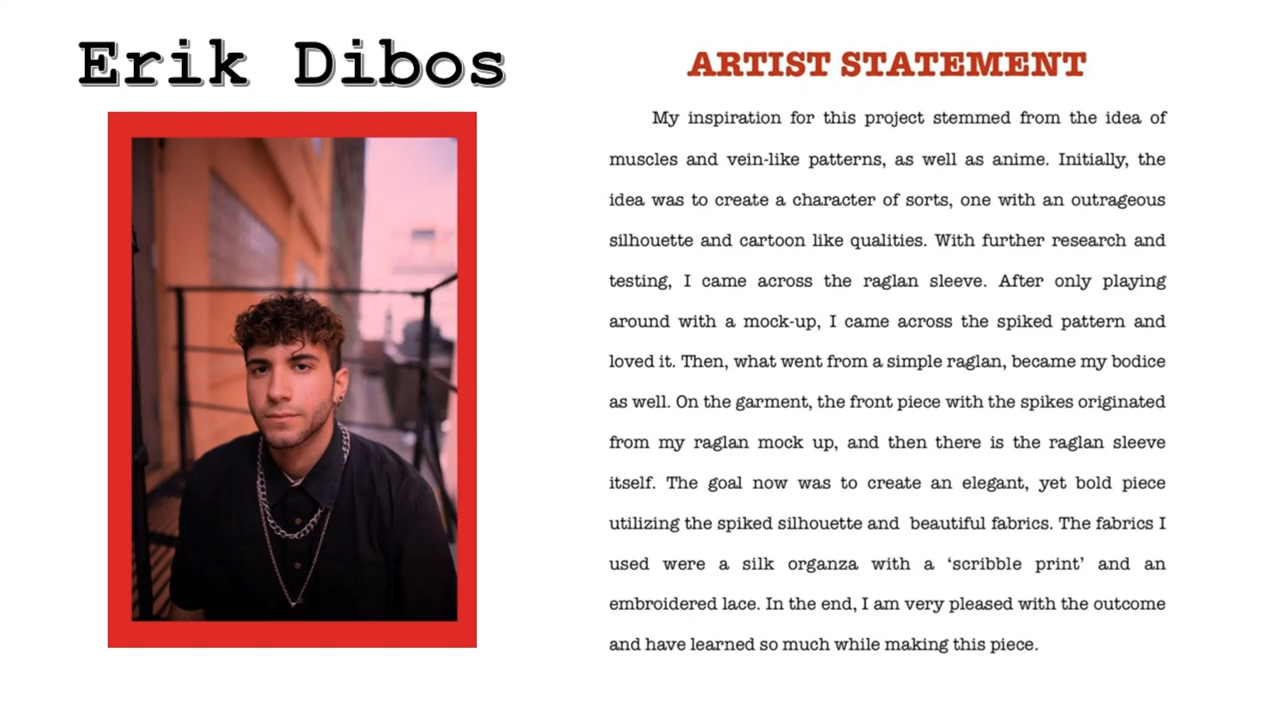 Erik Dibos
ARTIST STATEMENT
My inspiration for this project stemmed from the idea of
muscles and vein-like patterns, as well as anime. Initially, the
idea was to create a character of sorts, one with an outrageous
silhouette and cartoon like qualities. With further research and
testing, I came across the raglan sleeve. After only playing
around with a mock-up, I came across the spiked pattern and
loved it. Then, what went from a simple raglan, became my bodice
as well. On the garment, the front piece with the spikes originated
from my raglan mock up, and then there is the raglan sleeve
itself. The goal now was to create an elegant, yet bold piece
utilizing the spiked silhouette and  beautiful fabrics. The fabrics I
used were a silk organza with a ‘scribble print’ and an
embroidered lace. In the end, I am very pleased with the outcome
and have learned so much while making this piece.